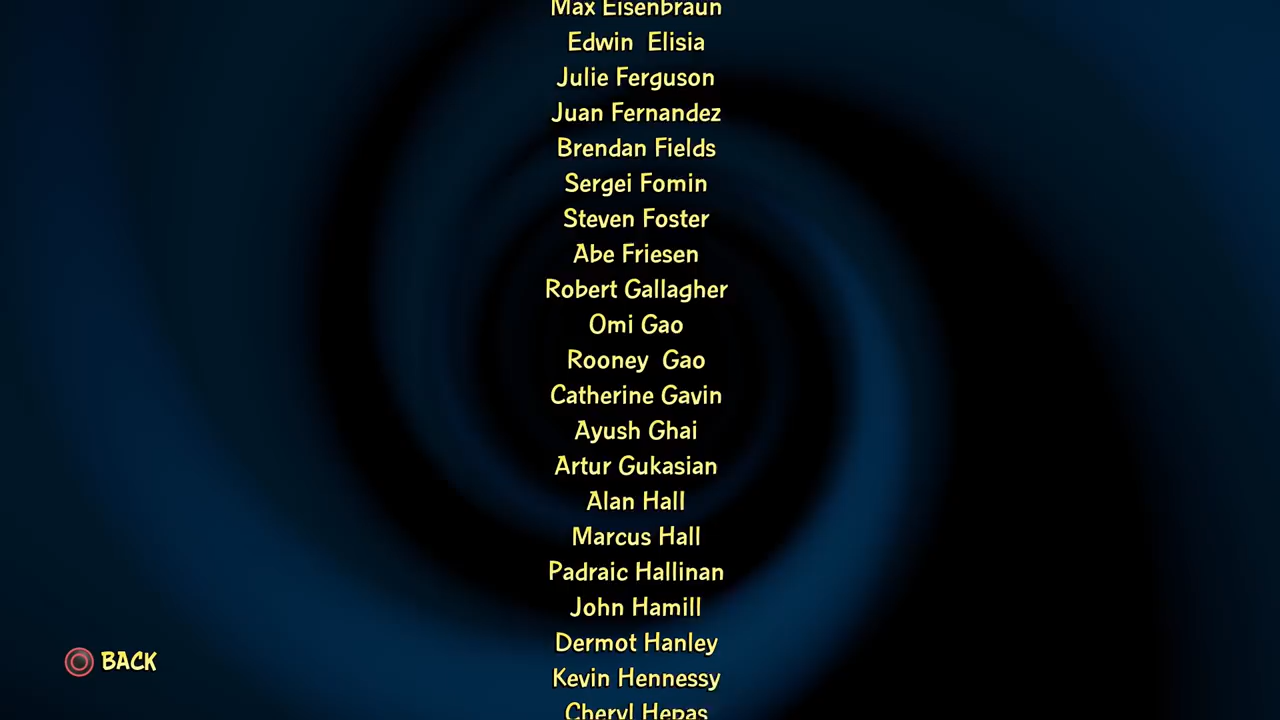 Max Eisenbraun
Edwin  Elisia
Julie Ferguson
Juan Fernandez
Brendan Fields
Sergei Fomin
Steven Foster
Abe Friesen
Robert Gallagher
Omi Gao
Rooney  Gao
Catherine Gavin
Ayush Ghai
Artur Gukasian
Alan Hall
Marcus Hall
Padraic Hallinan
John Hamill
Dermot Hanley
Kevin Hennessy
Cheryl Hepas
BACK